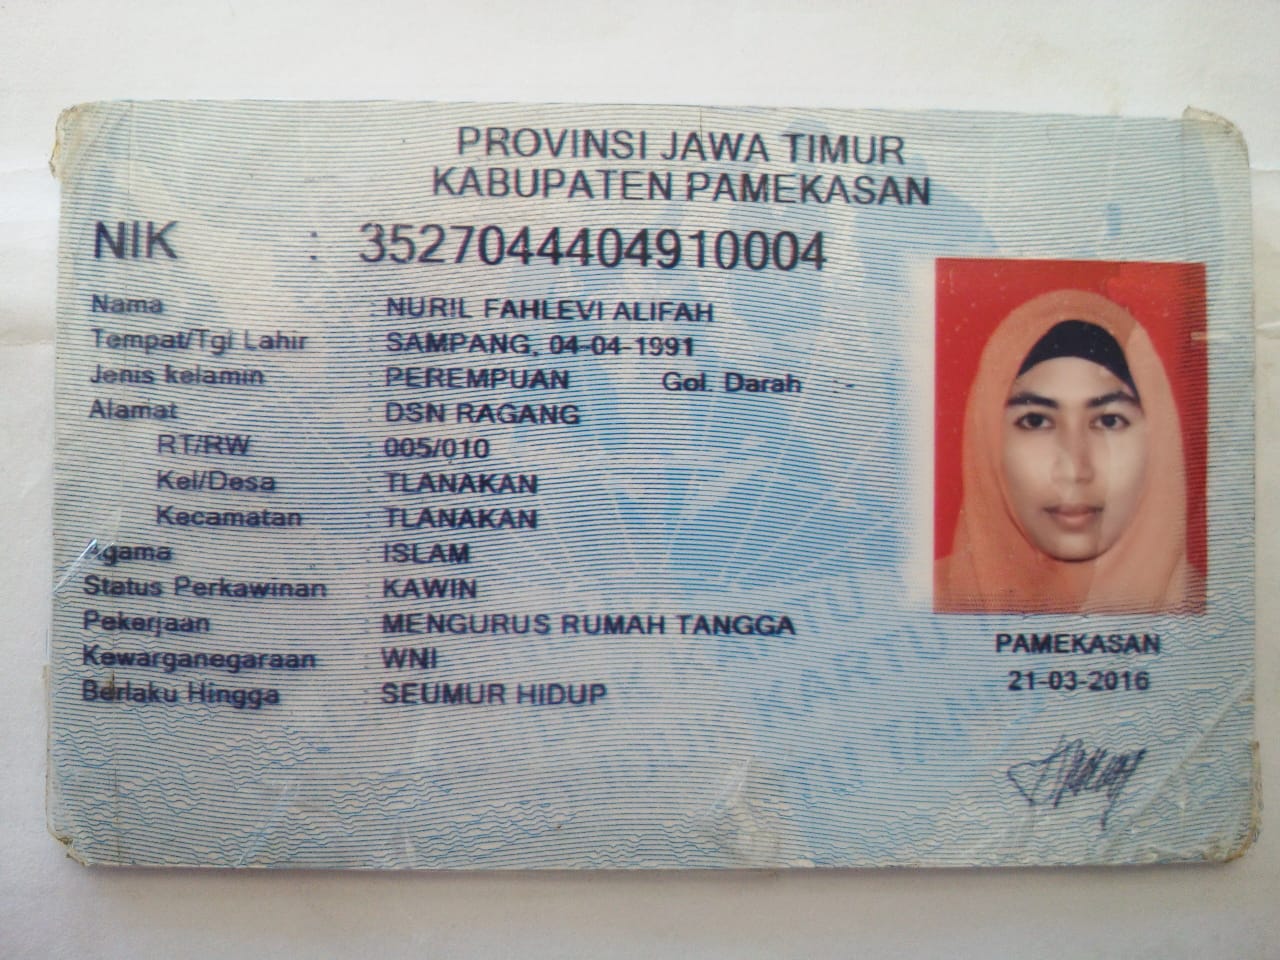 PROVINSI JAWA TIMUR
KABUPATEN PAMEKASAN
NIK : 3527044404910004
Nama : NURIL FAHLEVI ALIFAH
Tempat/Tgl Lahir : SAMPANG, 04-04-1991
Jenis kelamin : PEREMPUAN Gol. Darah : -
Alamat : DSN RAGANG
RT/RW : 005/010
Kel/Desa : TLANAKAN
Kecamatan : TLANAKAN
Agama : ISLAM
Status Perkawinan : KAWIN
Pekerjaan : MENGURUS RUMAH TANGGA
Kewarganegaraan : WNI
Berlaku Hingga : SEUMUR HIDUP
PAMEKASAN
21-03-2016